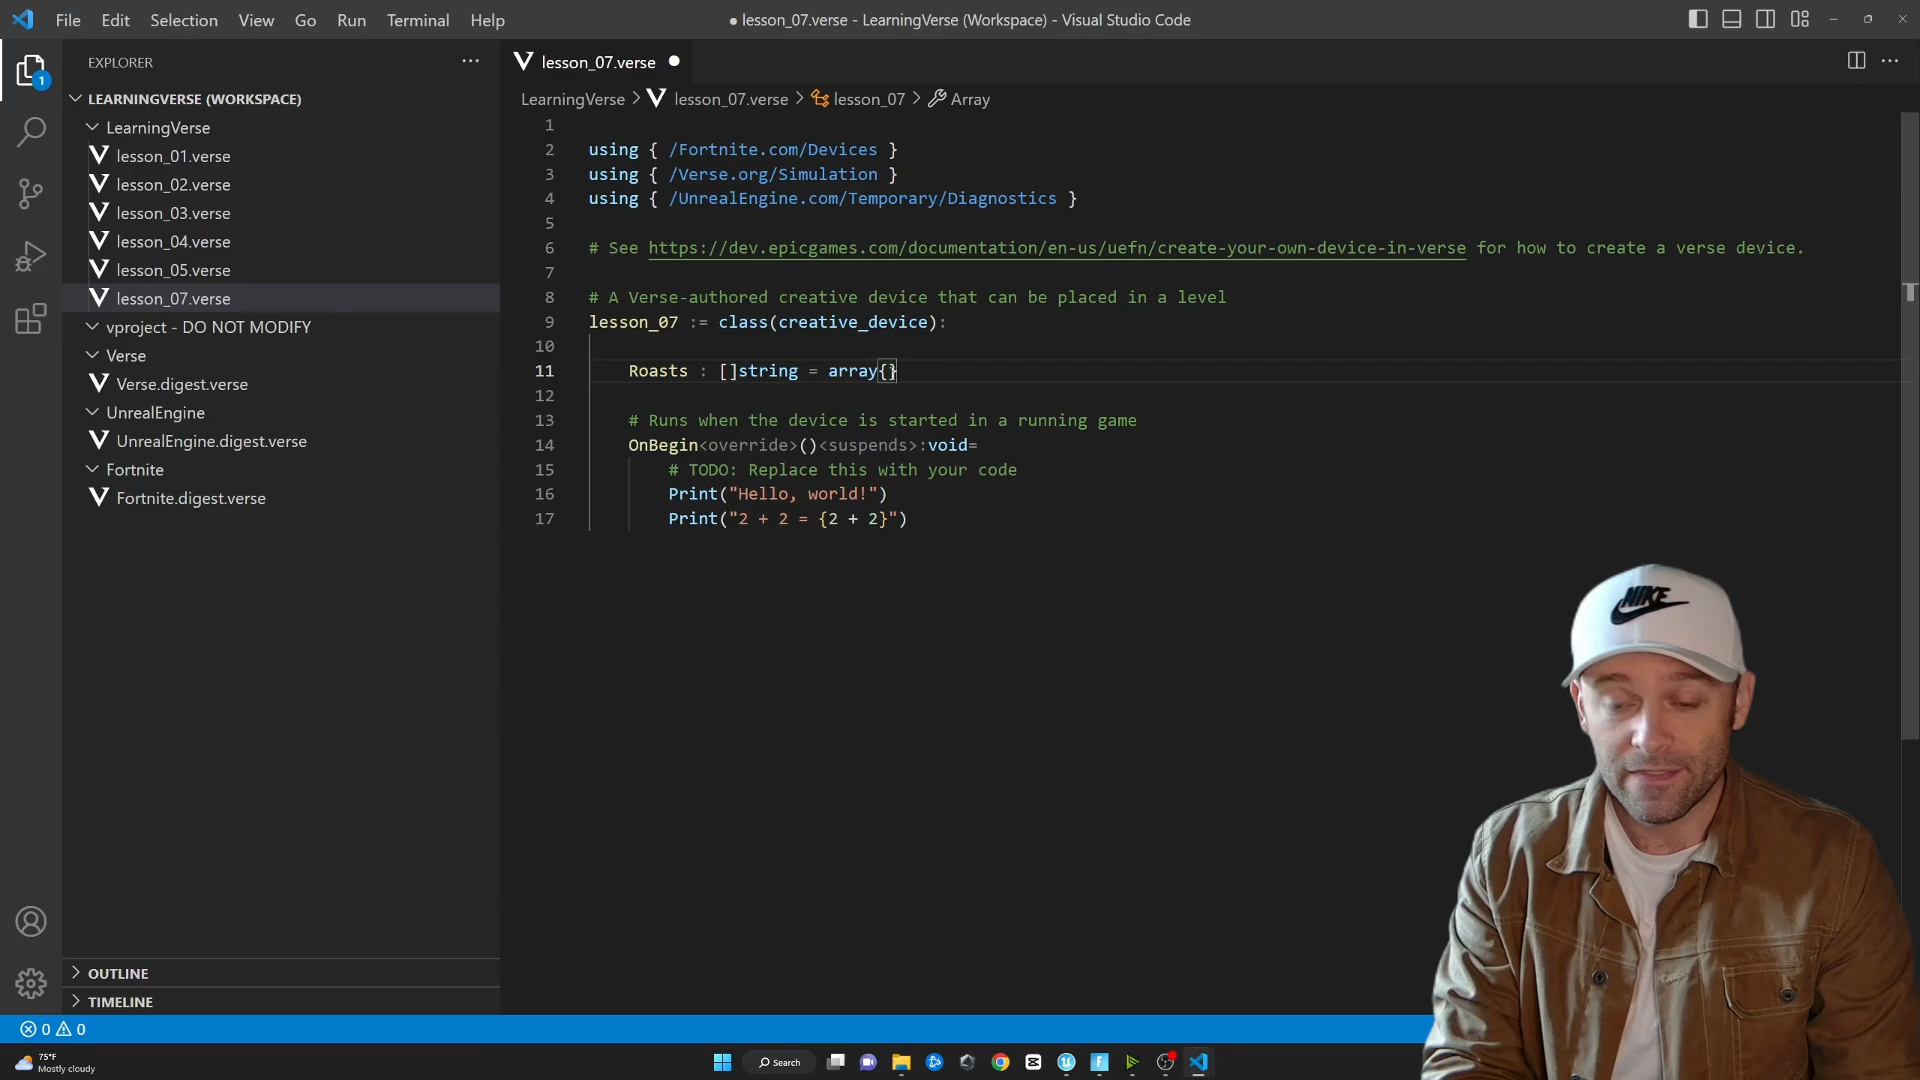 File Edit Selection View Go Run Terminal Help
● lesson_07.verse - LearningVerse (Workspace) - Visual Studio Code
EXPLORER
1
LEARNINGVERSE (WORKSPACE)
LearningVerse
lesson_01.verse
lesson_02.verse
lesson_03.verse
lesson_04.verse
lesson_05.verse
lesson_07.verse
vproject - DO NOT MODIFY
Verse
Verse.digest.verse
UnrealEngine
UnrealEngine.digest.verse
Fortnite
Fortnite.digest.verse
OUTLINE
TIMELINE
lesson_07.verse
LearningVerse > lesson_07.verse > lesson_07 > Array
1
2 using { /Fortnite.com/Devices }
3 using { /Verse.org/Simulation }
4 using { /UnrealEngine.com/Temporary/Diagnostics }
5
6 # See https://dev.epicgames.com/documentation/en-us/uefn/create-your-own-device-in-verse for how to create a verse device.
7
8 # A Verse-authored creative device that can be placed in a level
9 lesson_07 := class(creative_device):
10
11 Roasts : []string = array{}
12
13 # Runs when the device is started in a running game
14 OnBegin<override>()<suspends>:void=
15 # TODO: Replace this with your code
16 Print("Hello, world!")
17 Print("2 + 2 = {2 + 2}")
NIKE
0 0
75°F
Mostly cloudy
Search